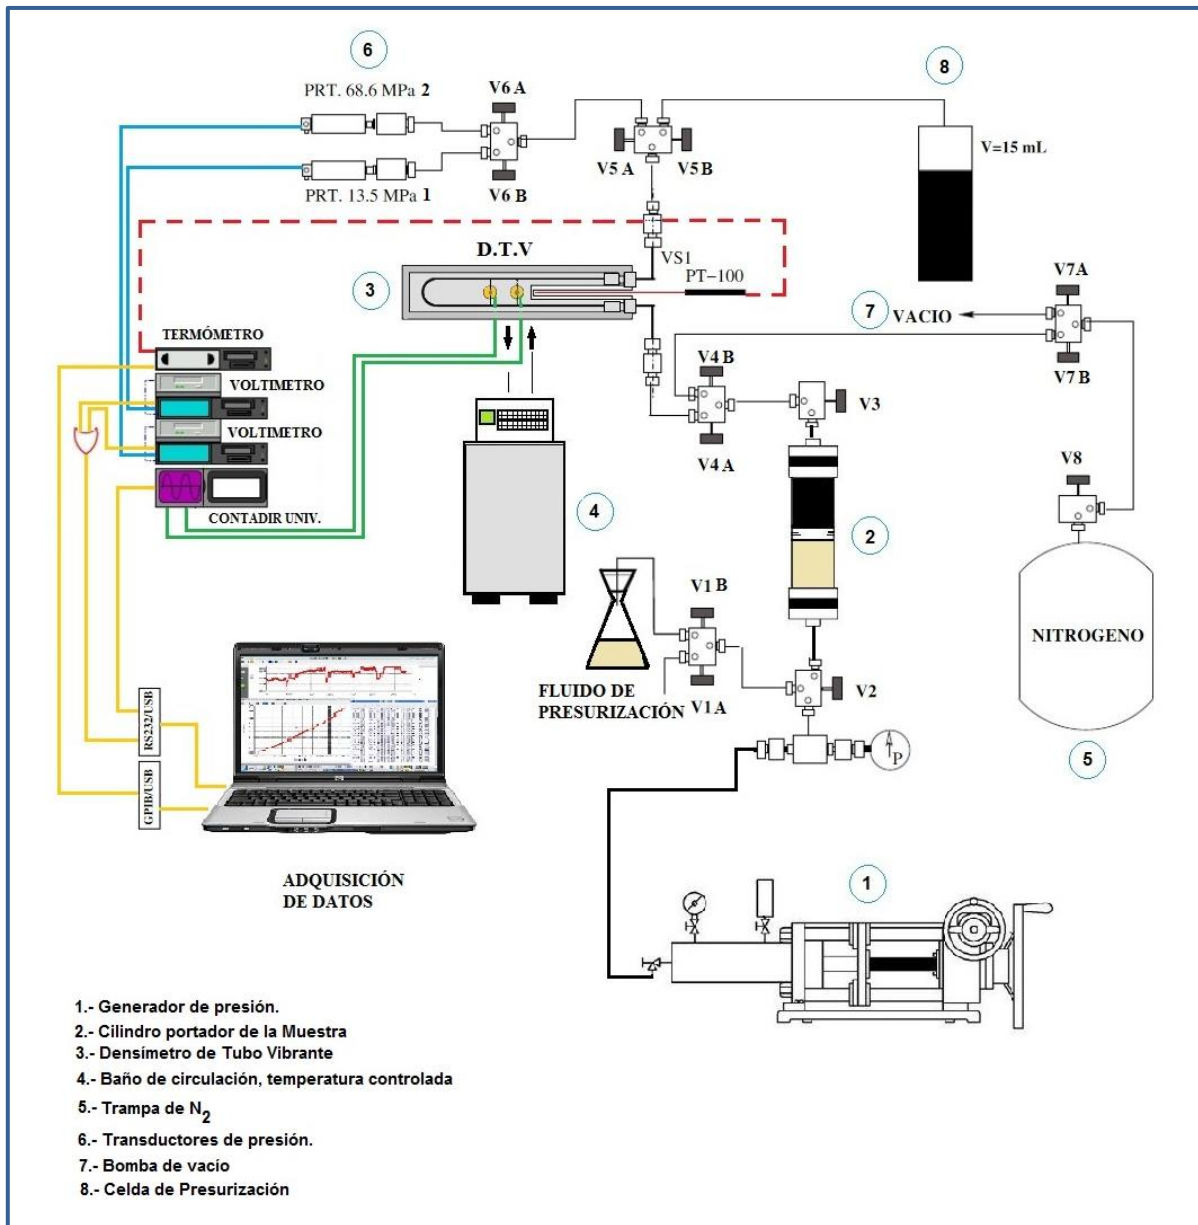 6
8
PRT. 68.6 MPa 2
V6 A
V=15 mL
V5 A
V5 B
PRT. 13.5 MPa 1
V6 B
D.T.V
VS1
PT-100
3
V7A
7
VACIO
TERMÓMETRO
V4 B
V7 B
VOLTIMETRO
V3
VOLTIMETRO
V4 A
V8
CONTADIR UNIV.
4
2
V1 B
NITROGENO
FLUIDO DE
PRESURIZACIÓN
V1 A
V2
RS232/USB
P
5
GPIB/USB
hp
ADQUISICIÓN
DE DATOS
1
1.- Generador de presión.
2.- Cilindro portador de la Muestra
3.- Densímetro de Tubo Vibrante
4.- Baño de circulación, temperatura controlada
5.- Trampa de N2
6.- Transductores de presión.
7.- Bomba de vacío
8.- Celda de Presurización